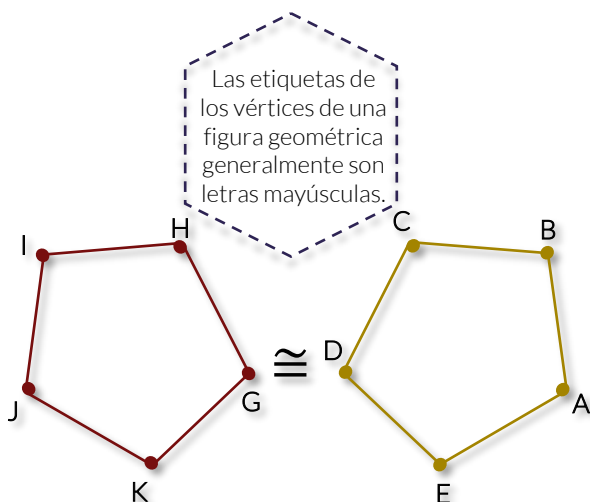 Las etiquetas de
los vértices de una
figura geométrica
generalmente son
letras mayúsculas.
I
H
J
G
K
≅
C
B
D
A
E